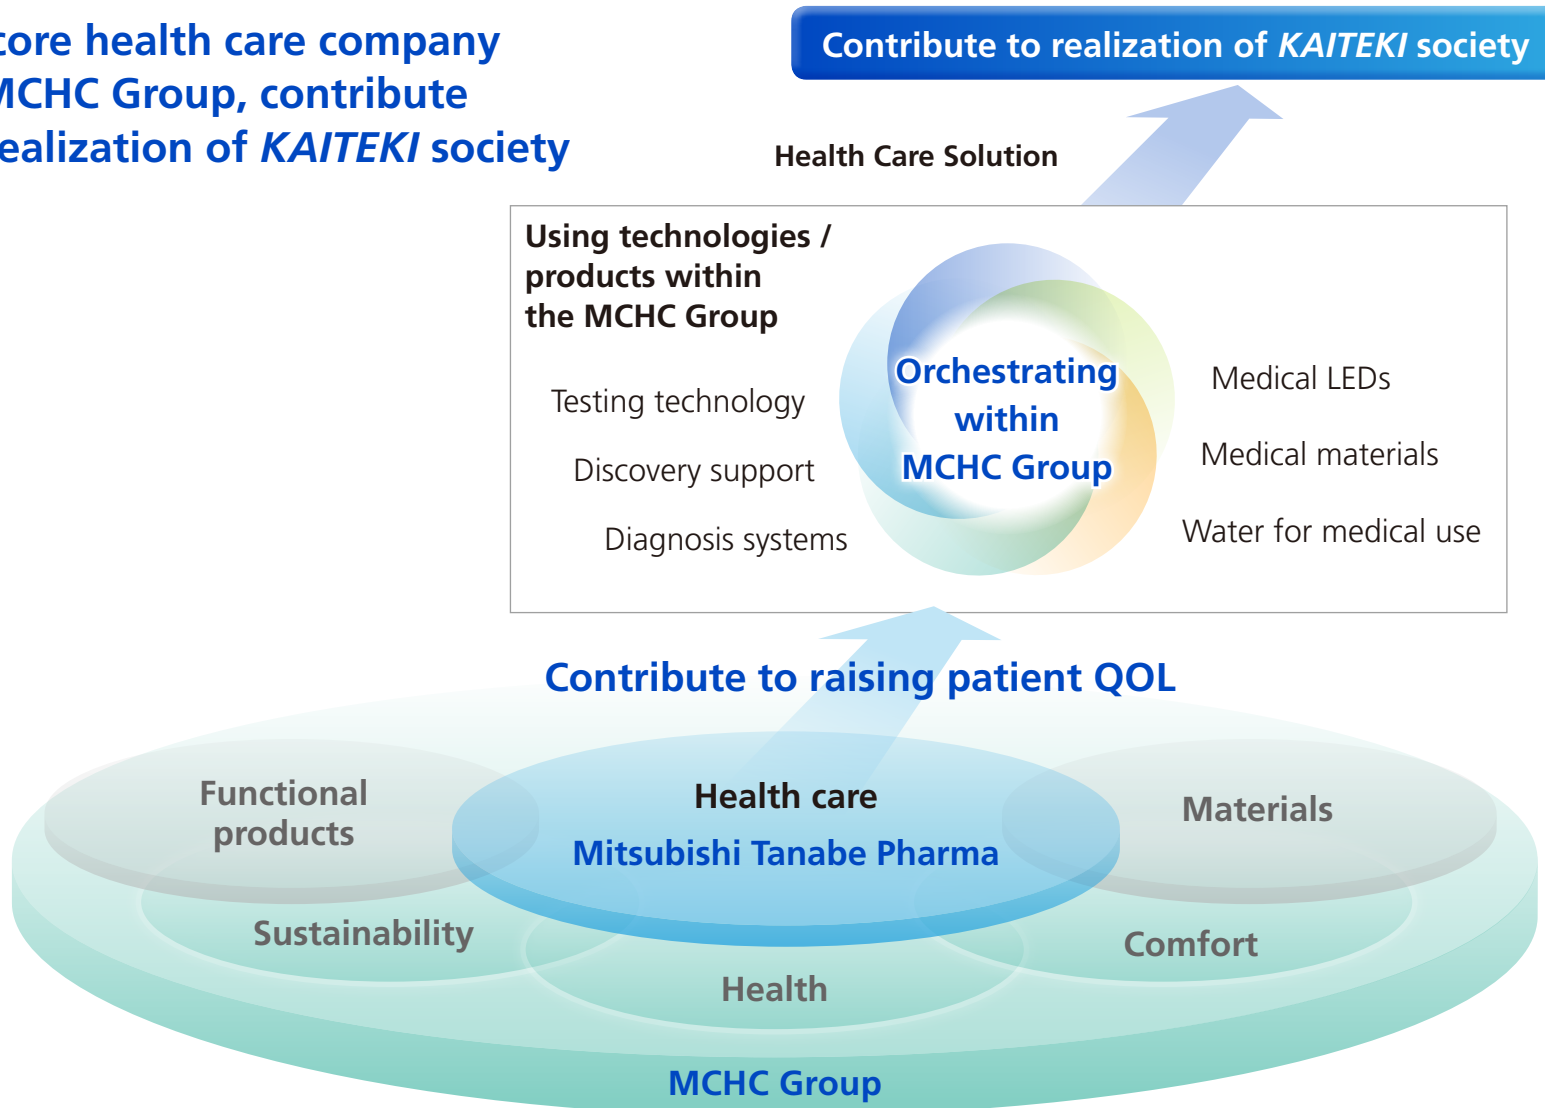 core health care company
MCHC Group, contribute
ealization of KAITEKI society
Contribute to realization of KAITEKI society
Health Care Solution
Using technologies /
products within
the MCHC Group
Testing technology
Discovery support
Diagnosis systems
Orchestrating
within
MCHC Group
Medical LEDs
Medical materials
Water for medical use
Contribute to raising patient QOL
Functional
products
Health care
Mitsubishi Tanabe Pharma
Materials
Sustainability
Health
Comfort
MCHC Group